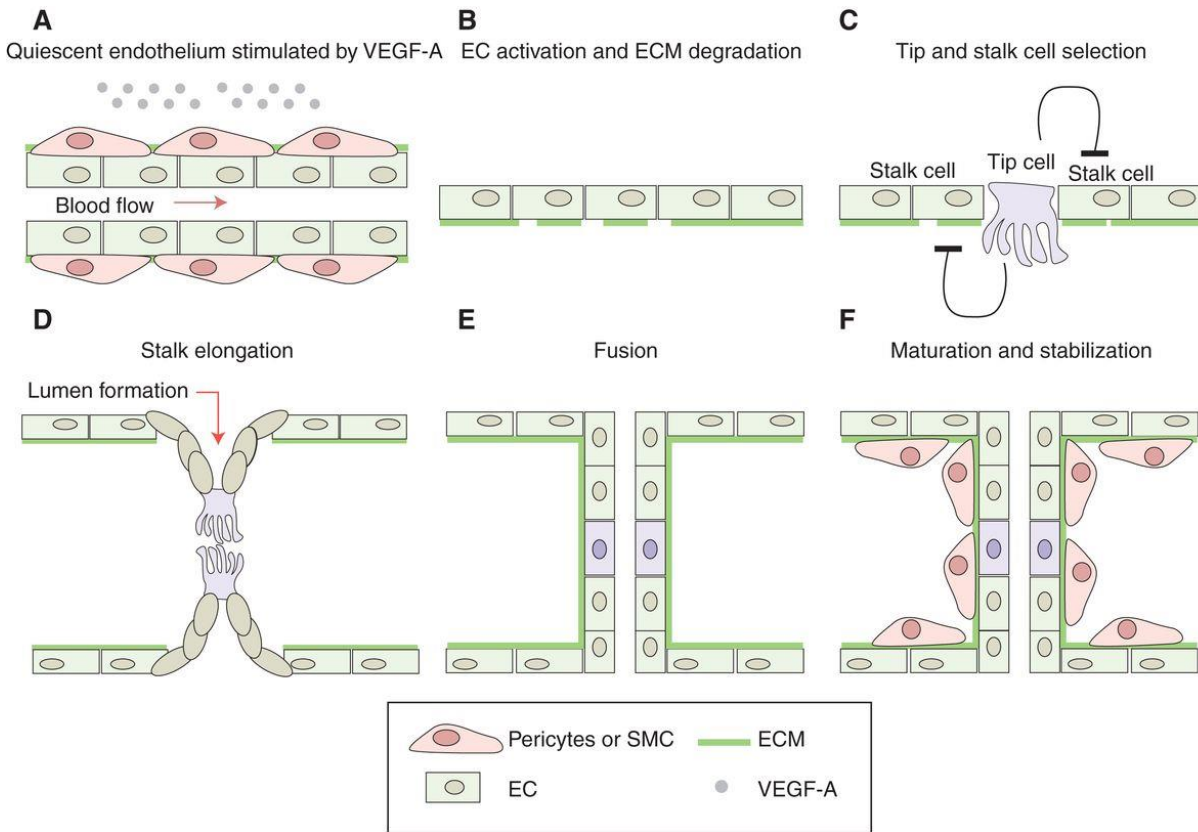 A
Quiescent endothelium stimulated by VEGF-A
Blood flow
B
EC activation and ECM degradation
C
Tip and stalk cell selection
Stalk cell
Tip cell
Stalk cell
D
Stalk elongation
Lumen formation
E
Fusion
F
Maturation and stabilization
Pericytes or SMC
ECM
EC
VEGF-A